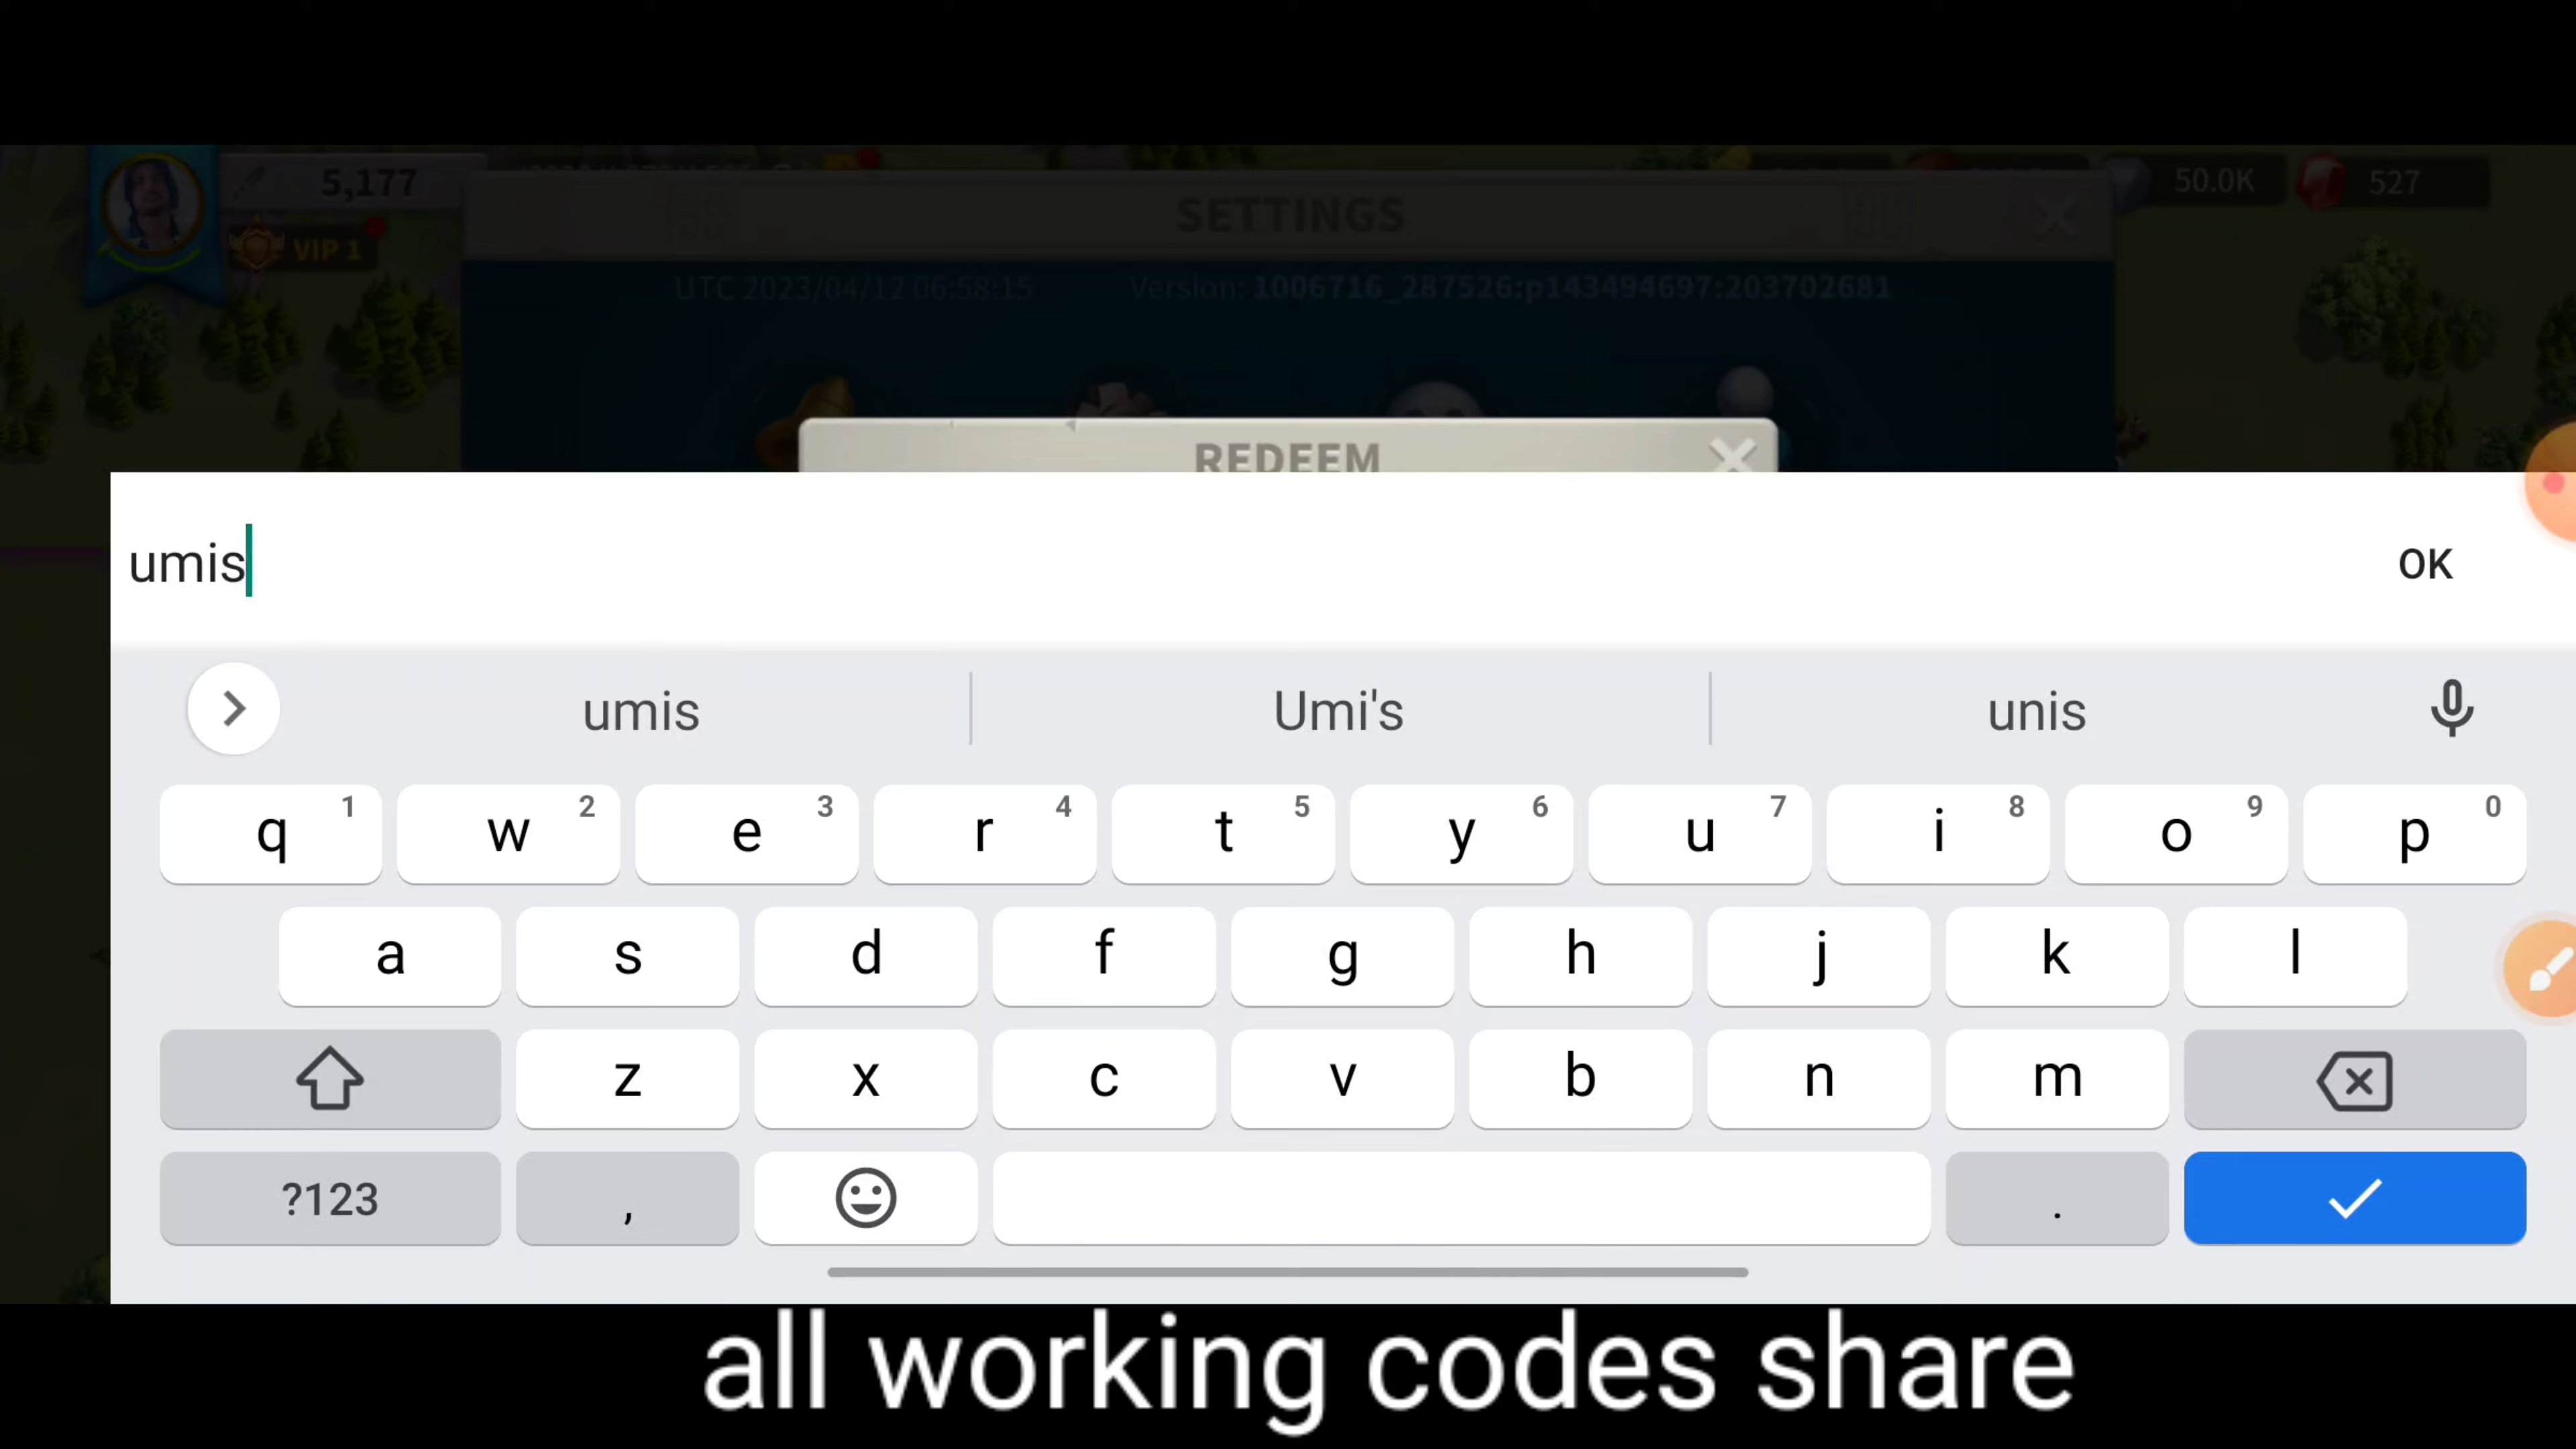 5,177
50.0K
527
VIP 1
SETTINGS
UTC 2023/04/12 06:58:15
Version: 1006716_287526:p143494697:203702681
REDEEM
umis
OK
umis Umi's unis
q 1 w 2 e 3 r 4 t 5 y 6 u 7 i 8 o 9 p 0
a s d f g h j k l
z x c v b n m
?123 , .
all working codes share